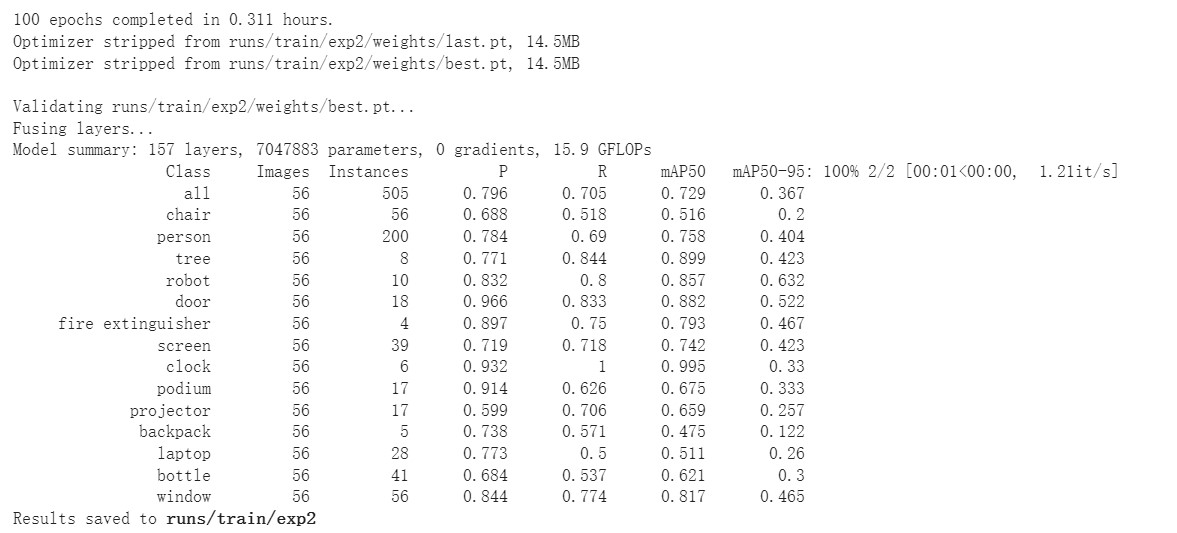 100 epochs completed in 0.311 hours.
Optimizer stripped from runs/train/exp2/weights/last.pt, 14.5MB
Optimizer stripped from runs/train/exp2/weights/best.pt, 14.5MB
Validating runs/train/exp2/weights/best.pt...
Fusing layers...
Model summary: 157 layers, 7047883 parameters, 0 gradients, 15.9 GFLOPs
Class Images Instances P R mAP50 mAP50-95: 100% 2/2 [00:01<00:00, 1.21it/s]
all 56 505 0.796 0.705 0.729 0.367
chair 56 56 0.688 0.518 0.516 0.2
person 56 200 0.784 0.69 0.758 0.404
tree 56 8 0.771 0.844 0.899 0.423
robot 56 10 0.832 0.8 0.857 0.632
door 56 18 0.966 0.833 0.882 0.522
fire extinguisher 56 4 0.897 0.75 0.793 0.467
screen 56 39 0.719 0.718 0.742 0.423
clock 56 6 0.932 1 0.995 0.33
podium 56 17 0.914 0.626 0.675 0.333
projector 56 17 0.599 0.706 0.659 0.257
backpack 56 5 0.738 0.571 0.475 0.122
laptop 56 28 0.773 0.5 0.511 0.26
bottle 56 41 0.684 0.537 0.621 0.3
window 56 56 0.844 0.774 0.817 0.465
Results saved to runs/train/exp2